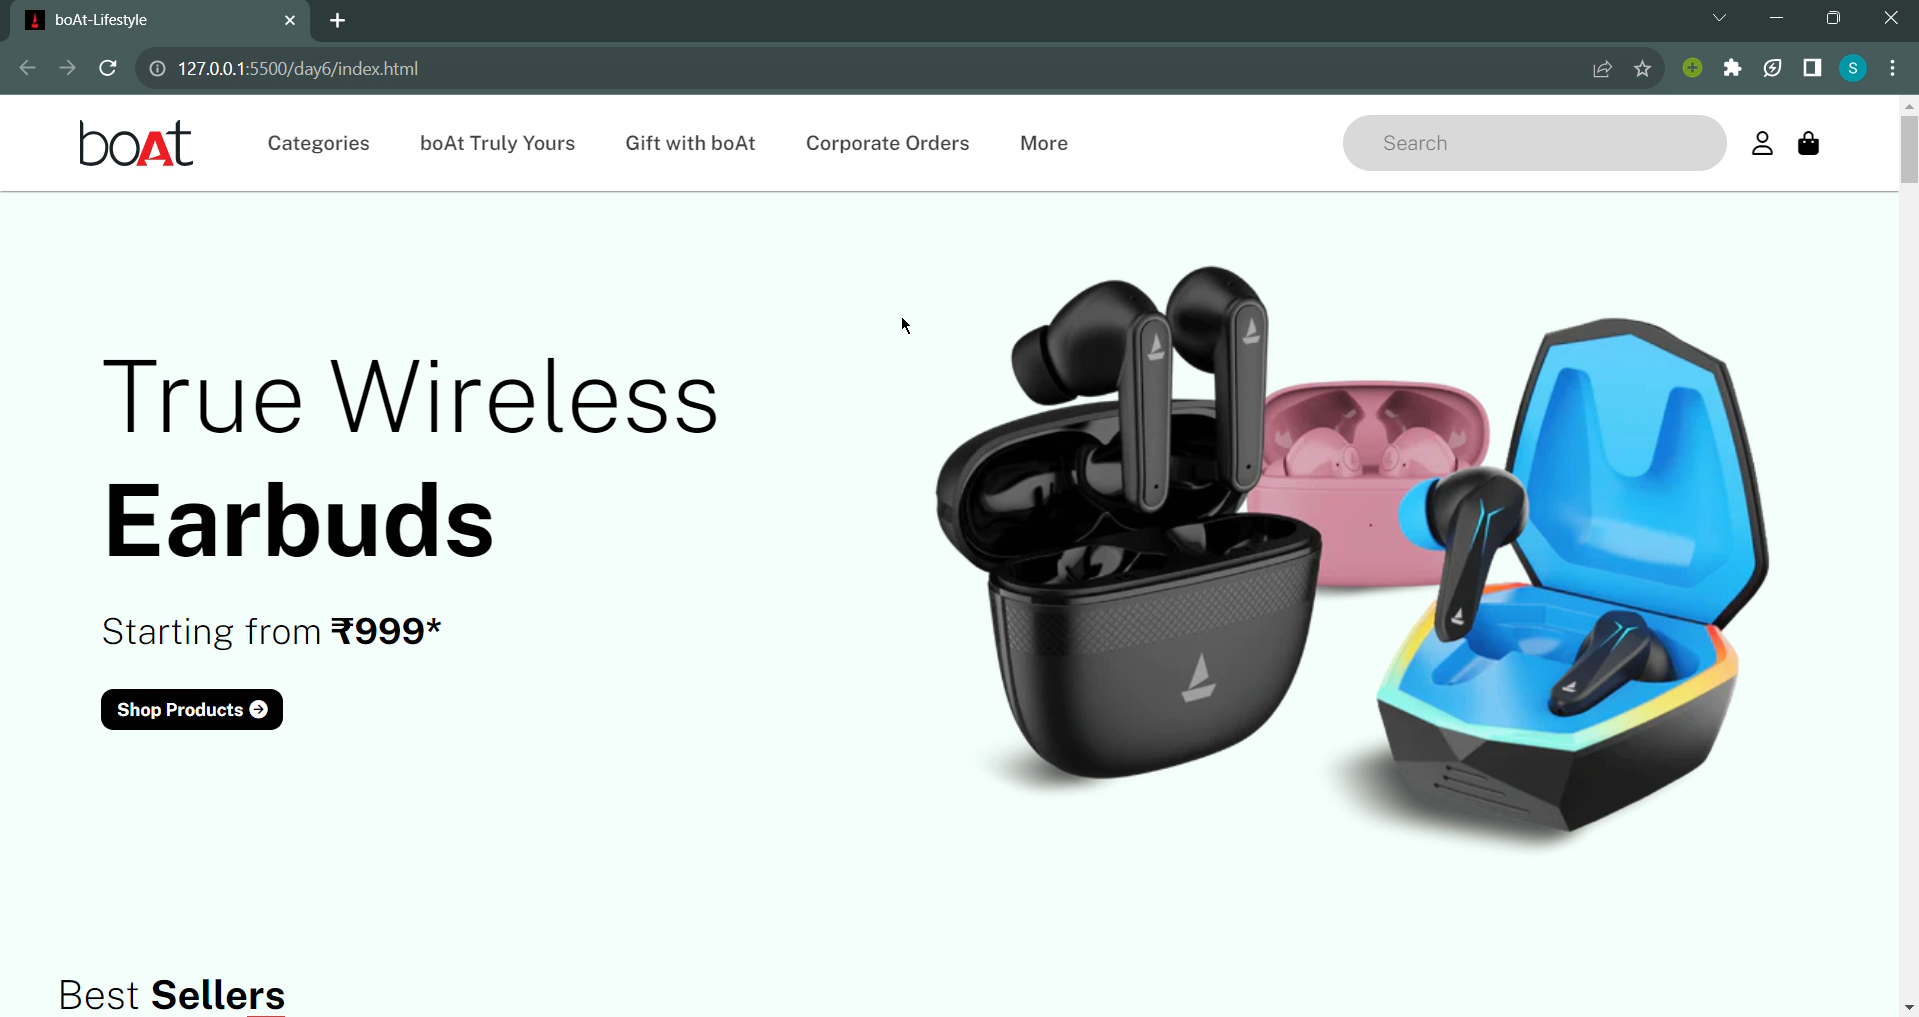 boAt-Lifestyle
127.0.0.1:5500/day6/index.html
S
boAt
Categories
boAt Truly Yours
Gift with boAt
Corporate Orders
More
Search
True Wireless
Earbuds
Starting from ₹999*
Shop Products
Best Sellers